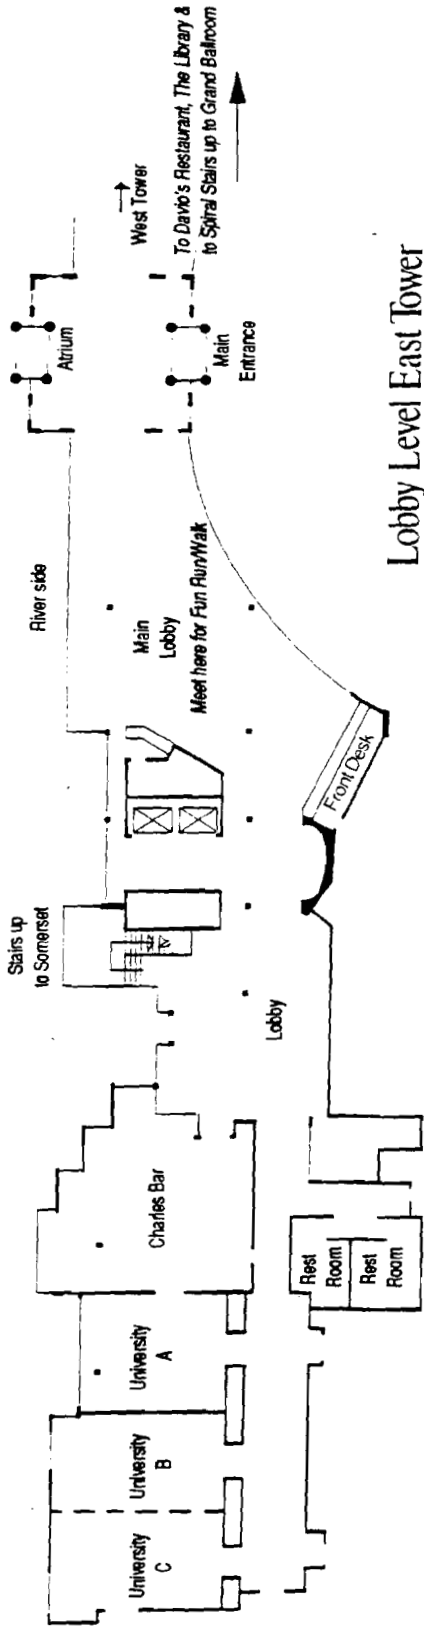 Stairs up
to Somerset
River side
Atrium
West Tower
To Davio's Restaurant, The Library &
to Spiral Stairs up to Grand Ballroom
Main
Entrance
Main
Lobby
Meet here for Fun Run/Walk
Front Desk
Lobby
Charles Bar
University
A
University
B
University
C
Rest
Room
Rest
Room
Lobby Level East Tower